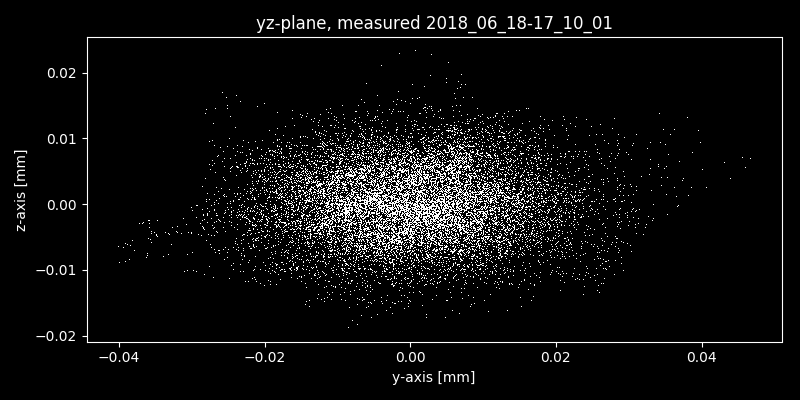 yz-plane, measured 2018_06_18-17_10_01
0.02
0.01
0.00
−0.01
−0.02
z-axis [mm]
−0.04 −0.02 0.00 0.02 0.04
y-axis [mm]